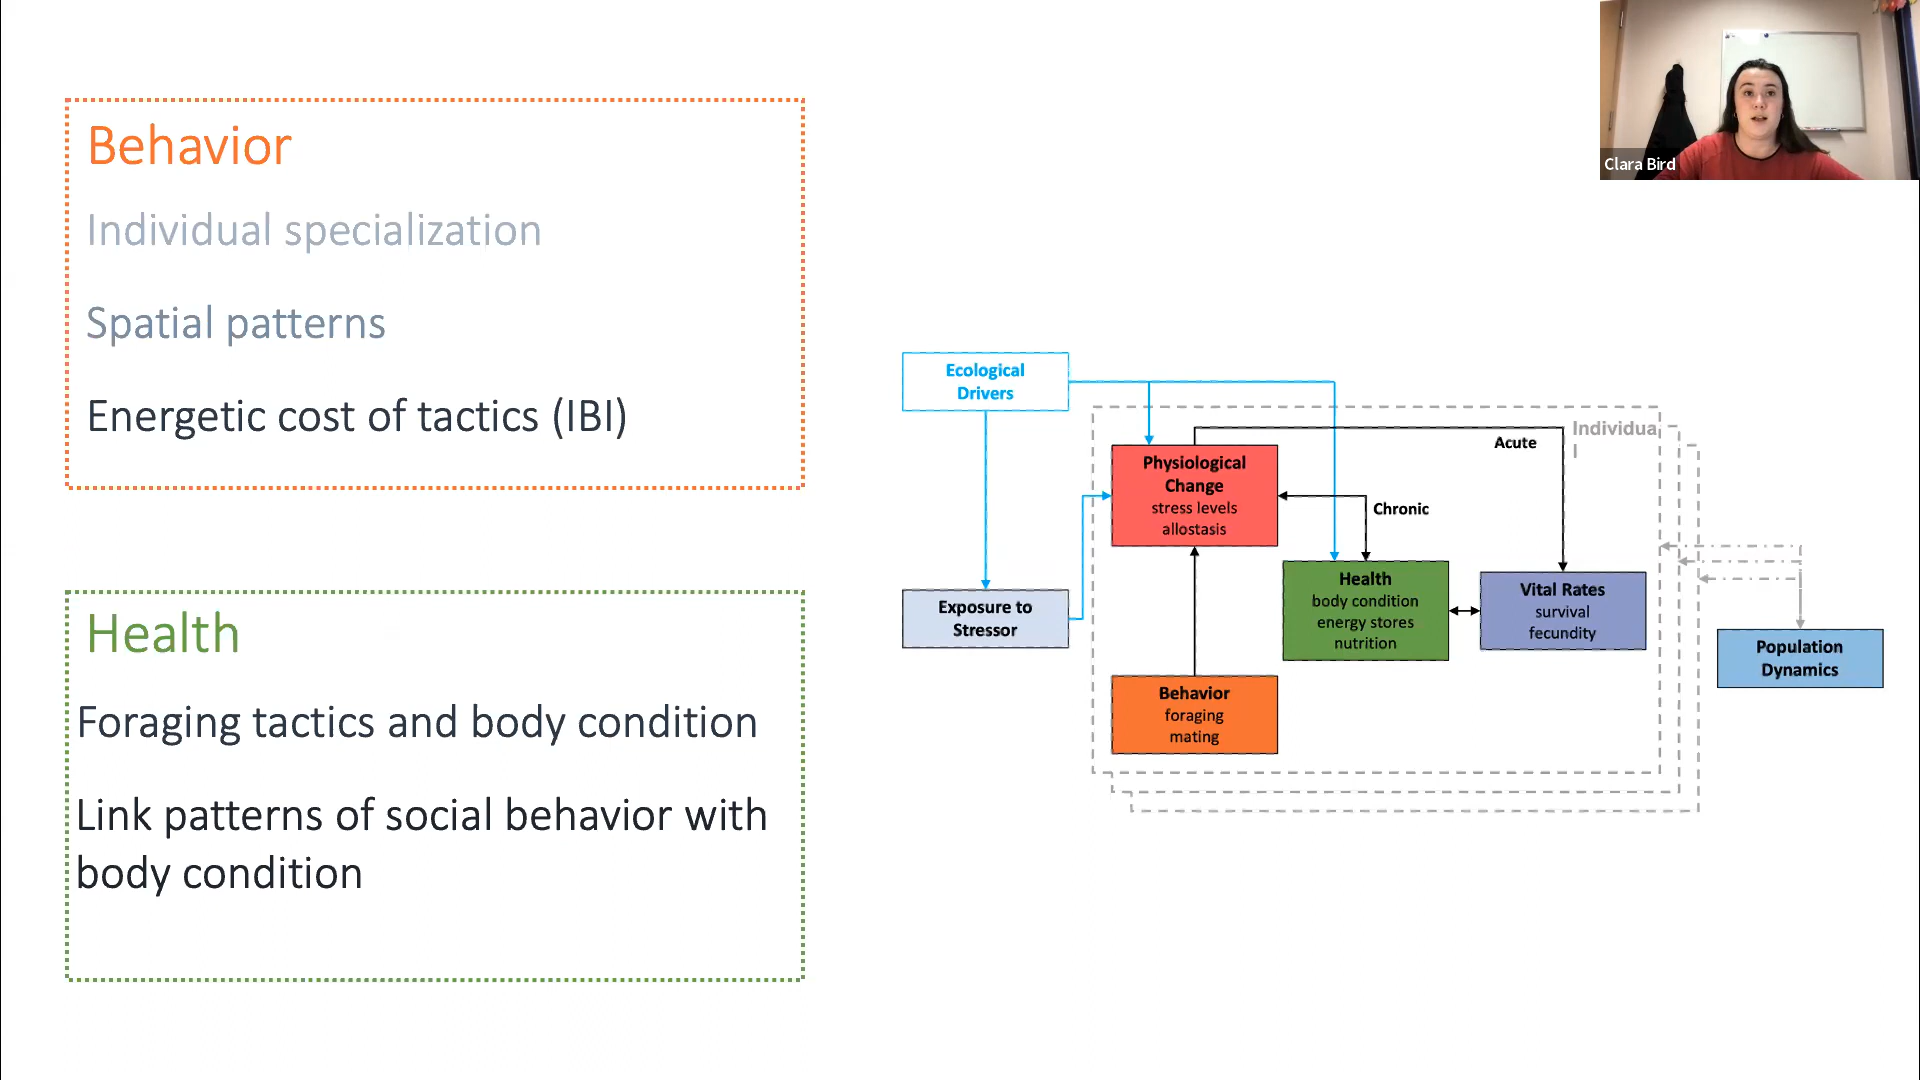 Behavior
Individual specialization
Spatial patterns
Energetic cost of tactics (IBI)
Health
Foraging tactics and body condition
Link patterns of social behavior with
body condition
Clara Bird
Ecological
Drivers
Exposure to
Stressor
Individua
l
Acute
Physiological
Change
stress levels
allostasis
Chronic
Health
body condition
energy stores
nutrition
Vital Rates
survival
fecundity
Behavior
foraging
mating
Population
Dynamics